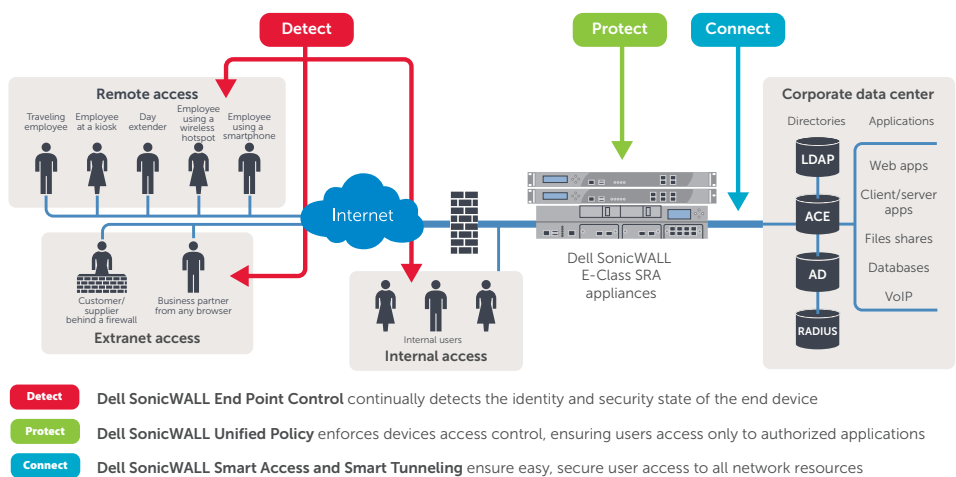 Detect
Protect
Connect
Remote access
Traveling
employee
Employee
at a kiosk
Day
extender
Employee
using a
wireless
hotspot
Employee
using a
smartphone
Internet
Customer/
supplier
behind a firewall
Business partner
from any browser
Extranet access
Internal users
Internal access
Dell SonicWALL
E-Class SRA
appliances
Corporate data center
Directories
Applications
LDAP
ACE
AD
RADIUS
Web apps
Client/server
apps
Files shares
Databases
VoIP
Detect Dell SonicWALL End Point Control continually detects the identity and security state of the end device
Protect Dell SonicWALL Unified Policy enforces devices access control, ensuring users access only to authorized applications
Connect Dell SonicWALL Smart Access and Smart Tunneling ensure easy, secure user access to all network resources